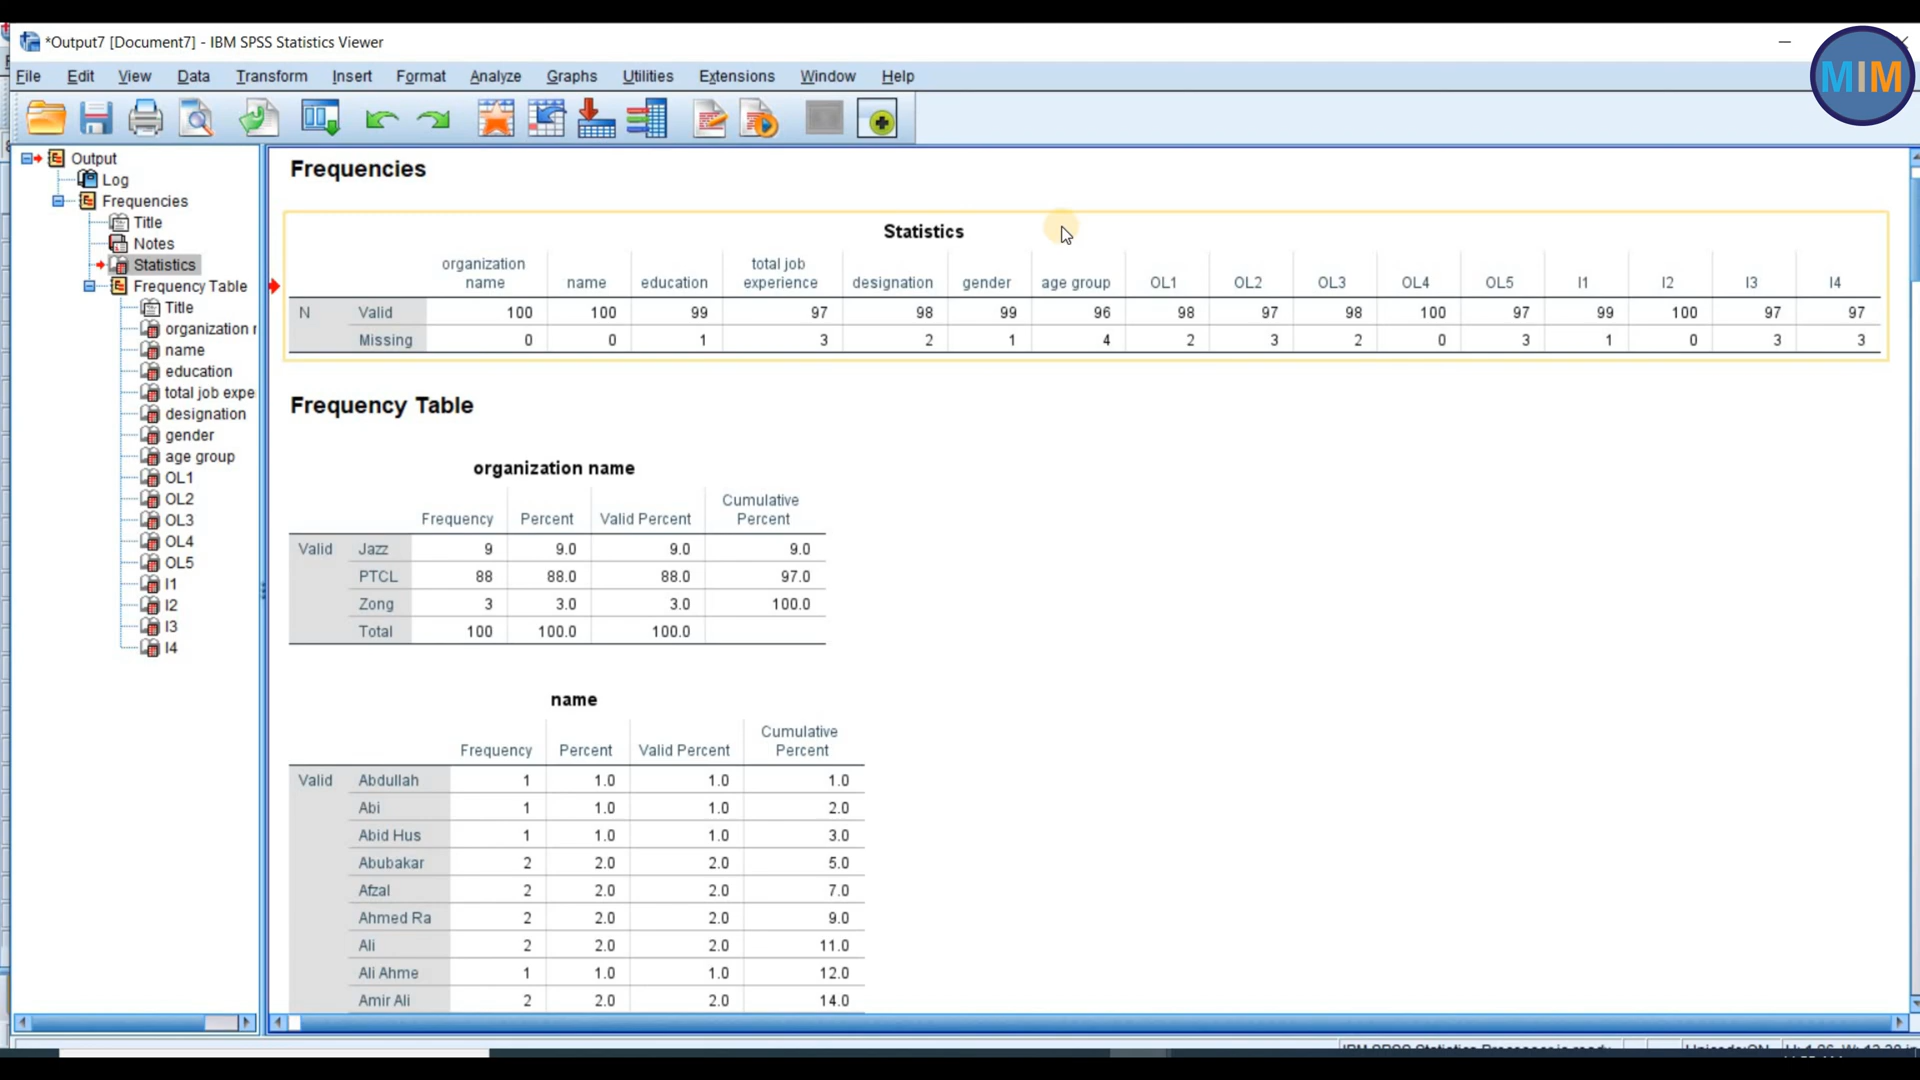 *Output7 [Document7] - IBM SPSS Statistics Viewer
MIM
File Edit View Data Transform Insert Format Analyze Graphs Utilities Extensions Window Help
Output
Log
Frequencies
Title
Notes
Statistics
Frequency Table
Title
organization r
name
education
total job expe
designation
gender
age group
OL1
OL2
OL3
OL4
OL5
I1
I2
I3
I4
Frequencies
Statistics
organization name name education total job experience designation gender age group OL1 OL2 OL3 OL4 OL5 I1 I2 I3 I4
N Valid 100 100 99 97 98 99 96 98 97 98 100 97 99 100 97 97
Missing 0 0 1 3 2 1 4 2 3 2 0 3 1 0 3 3
Frequency Table
organization name
Frequency Percent Valid Percent Cumulative Percent
Valid Jazz 9 9.0 9.0 9.0
PTCL 88 88.0 88.0 97.0
Zong 3 3.0 3.0 100.0
Total 100 100.0 100.0
name
Frequency Percent Valid Percent Cumulative Percent
Valid Abdullah 1 1.0 1.0 1.0
Abi 1 1.0 1.0 2.0
Abid Hus 1 1.0 1.0 3.0
Abubakar 2 2.0 2.0 5.0
Afzal 2 2.0 2.0 7.0
Ahmed Ra 2 2.0 2.0 9.0
Ali 2 2.0 2.0 11.0
Ali Ahme 1 1.0 1.0 12.0
Amir Ali 2 2.0 2.0 14.0
IBM SPSS Statistics Processor is ready